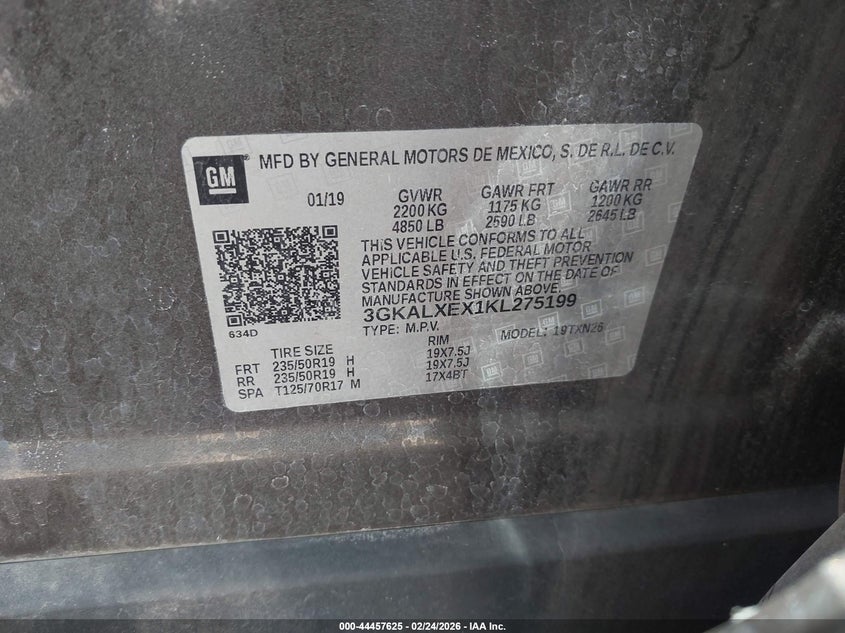 GM ® MFD BY GENERAL MOTORS DE MEXICO, S. DE R.L. DE C.V.
01/19 GVWR GAWR FRT GAWR RR
2200 KG 1175 KG 1200 KG
4850 LB 2590 LB 2645 LB
THIS VEHICLE CONFORMS TO ALL
APPLICABLE U.S. FEDERAL MOTOR
VEHICLE SAFETY AND THEFT PREVENTION
STANDARDS IN EFFECT ON THE DATE OF
MANUFACTURE SHOWN ABOVE.
634D
3GKALXEX1KL275199
TYPE: M.P.V. MODEL: 19TXN26
TIRE SIZE RIM
FRT 235/50R19 H 19X7.5J
RR 235/50R19 H 19X7.5J
SPA T125/70R17 M 17X4BT
000-44457625 - 02/24/2026 - IAA Inc.